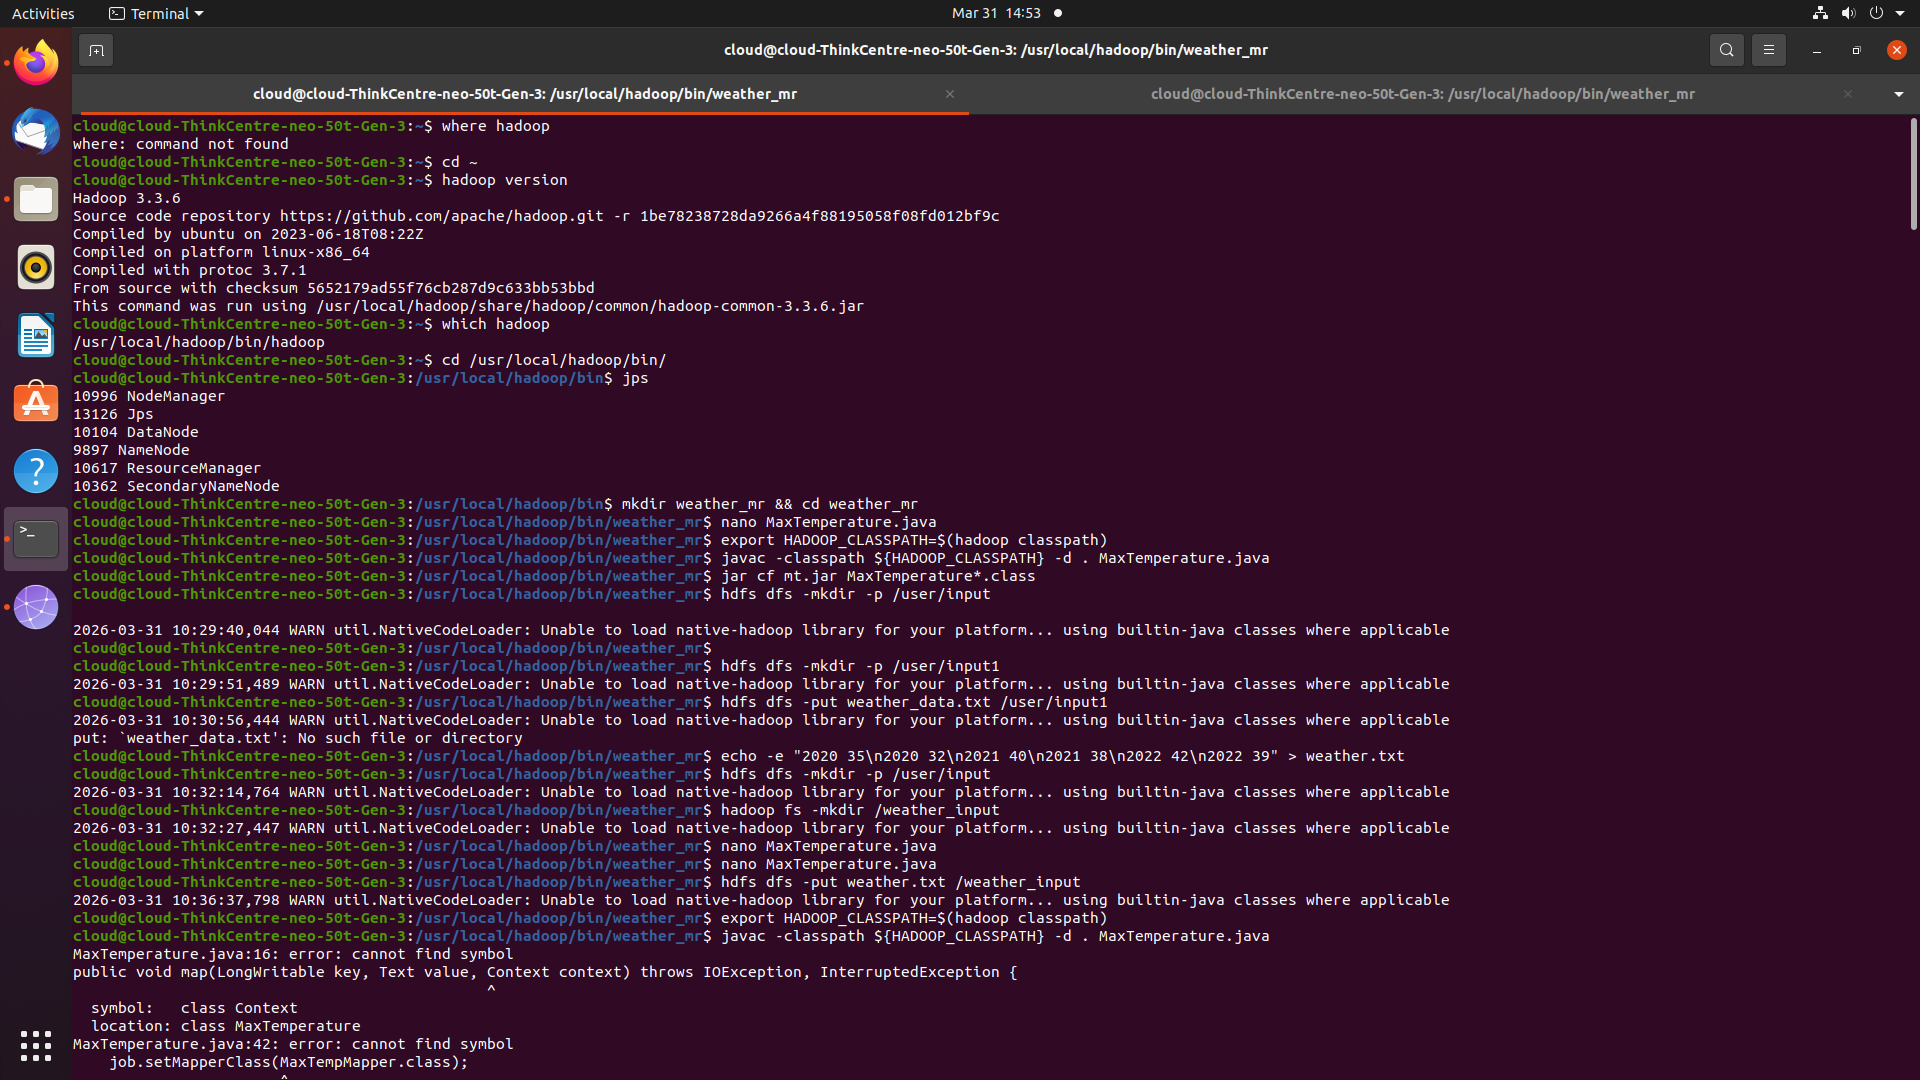 Activities
Terminal
Mar 31 14:53
cloud@cloud-ThinkCentre-neo-50t-Gen-3: /usr/local/hadoop/bin/weather_mr
cloud@cloud-ThinkCentre-neo-50t-Gen-3: /usr/local/hadoop/bin/weather_mr
cloud@cloud-ThinkCentre-neo-50t-Gen-3: /usr/local/hadoop/bin/weather_mr
cloud@cloud-ThinkCentre-neo-50t-Gen-3:~$ where hadoop
where: command not found
cloud@cloud-ThinkCentre-neo-50t-Gen-3:~$ cd ~
cloud@cloud-ThinkCentre-neo-50t-Gen-3:~$ hadoop version
Hadoop 3.3.6
Source code repository https://github.com/apache/hadoop.git -r 1be78238728da9266a4f88195058f08fd012bf9c
Compiled by ubuntu on 2023-06-18T08:22Z
Compiled on platform linux-x86_64
Compiled with protoc 3.7.1
From source with checksum 5652179ad55f76cb287d9c633bb53bbd
This command was run using /usr/local/hadoop/share/hadoop/common/hadoop-common-3.3.6.jar
cloud@cloud-ThinkCentre-neo-50t-Gen-3:~$ which hadoop
/usr/local/hadoop/bin/hadoop
cloud@cloud-ThinkCentre-neo-50t-Gen-3:~$ cd /usr/local/hadoop/bin/
cloud@cloud-ThinkCentre-neo-50t-Gen-3:/usr/local/hadoop/bin$ jps
10996 NodeManager
13126 Jps
10104 DataNode
9897 NameNode
10617 ResourceManager
10362 SecondaryNameNode
cloud@cloud-ThinkCentre-neo-50t-Gen-3:/usr/local/hadoop/bin$ mkdir weather_mr && cd weather_mr
cloud@cloud-ThinkCentre-neo-50t-Gen-3:/usr/local/hadoop/bin/weather_mr$ nano MaxTemperature.java
cloud@cloud-ThinkCentre-neo-50t-Gen-3:/usr/local/hadoop/bin/weather_mr$ export HADOOP_CLASSPATH=$(hadoop classpath)
cloud@cloud-ThinkCentre-neo-50t-Gen-3:/usr/local/hadoop/bin/weather_mr$ javac -classpath ${HADOOP_CLASSPATH} -d . MaxTemperature.java
cloud@cloud-ThinkCentre-neo-50t-Gen-3:/usr/local/hadoop/bin/weather_mr$ jar cf mt.jar MaxTemperature*.class
cloud@cloud-ThinkCentre-neo-50t-Gen-3:/usr/local/hadoop/bin/weather_mr$ hdfs dfs -mkdir -p /user/input
2026-03-31 10:29:40,044 WARN util.NativeCodeLoader: Unable to load native-hadoop library for your platform... using builtin-java classes where applicable
cloud@cloud-ThinkCentre-neo-50t-Gen-3:/usr/local/hadoop/bin/weather_mr$
cloud@cloud-ThinkCentre-neo-50t-Gen-3:/usr/local/hadoop/bin/weather_mr$ hdfs dfs -mkdir -p /user/input1
2026-03-31 10:29:51,489 WARN util.NativeCodeLoader: Unable to load native-hadoop library for your platform... using builtin-java classes where applicable
cloud@cloud-ThinkCentre-neo-50t-Gen-3:/usr/local/hadoop/bin/weather_mr$ hdfs dfs -put weather_data.txt /user/input1
2026-03-31 10:30:56,444 WARN util.NativeCodeLoader: Unable to load native-hadoop library for your platform... using builtin-java classes where applicable
put: `weather_data.txt': No such file or directory
cloud@cloud-ThinkCentre-neo-50t-Gen-3:/usr/local/hadoop/bin/weather_mr$ echo -e "2020 35\n2020 32\n2021 40\n2021 38\n2022 42\n2022 39" > weather.txt
cloud@cloud-ThinkCentre-neo-50t-Gen-3:/usr/local/hadoop/bin/weather_mr$ hdfs dfs -mkdir -p /user/input
2026-03-31 10:32:14,764 WARN util.NativeCodeLoader: Unable to load native-hadoop library for your platform... using builtin-java classes where applicable
cloud@cloud-ThinkCentre-neo-50t-Gen-3:/usr/local/hadoop/bin/weather_mr$ hadoop fs -mkdir /weather_input
2026-03-31 10:32:27,447 WARN util.NativeCodeLoader: Unable to load native-hadoop library for your platform... using builtin-java classes where applicable
cloud@cloud-ThinkCentre-neo-50t-Gen-3:/usr/local/hadoop/bin/weather_mr$ nano MaxTemperature.java
cloud@cloud-ThinkCentre-neo-50t-Gen-3:/usr/local/hadoop/bin/weather_mr$ nano MaxTemperature.java
cloud@cloud-ThinkCentre-neo-50t-Gen-3:/usr/local/hadoop/bin/weather_mr$ hdfs dfs -put weather.txt /weather_input
2026-03-31 10:36:37,798 WARN util.NativeCodeLoader: Unable to load native-hadoop library for your platform... using builtin-java classes where applicable
cloud@cloud-ThinkCentre-neo-50t-Gen-3:/usr/local/hadoop/bin/weather_mr$ export HADOOP_CLASSPATH=$(hadoop classpath)
cloud@cloud-ThinkCentre-neo-50t-Gen-3:/usr/local/hadoop/bin/weather_mr$ javac -classpath ${HADOOP_CLASSPATH} -d . MaxTemperature.java
MaxTemperature.java:16: error: cannot find symbol
public void map(LongWritable key, Text value, Context context) throws IOException, InterruptedException {
^
symbol:   class Context
location: class MaxTemperature
MaxTemperature.java:42: error: cannot find symbol
job.setMapperClass(MaxTempMapper.class);
^